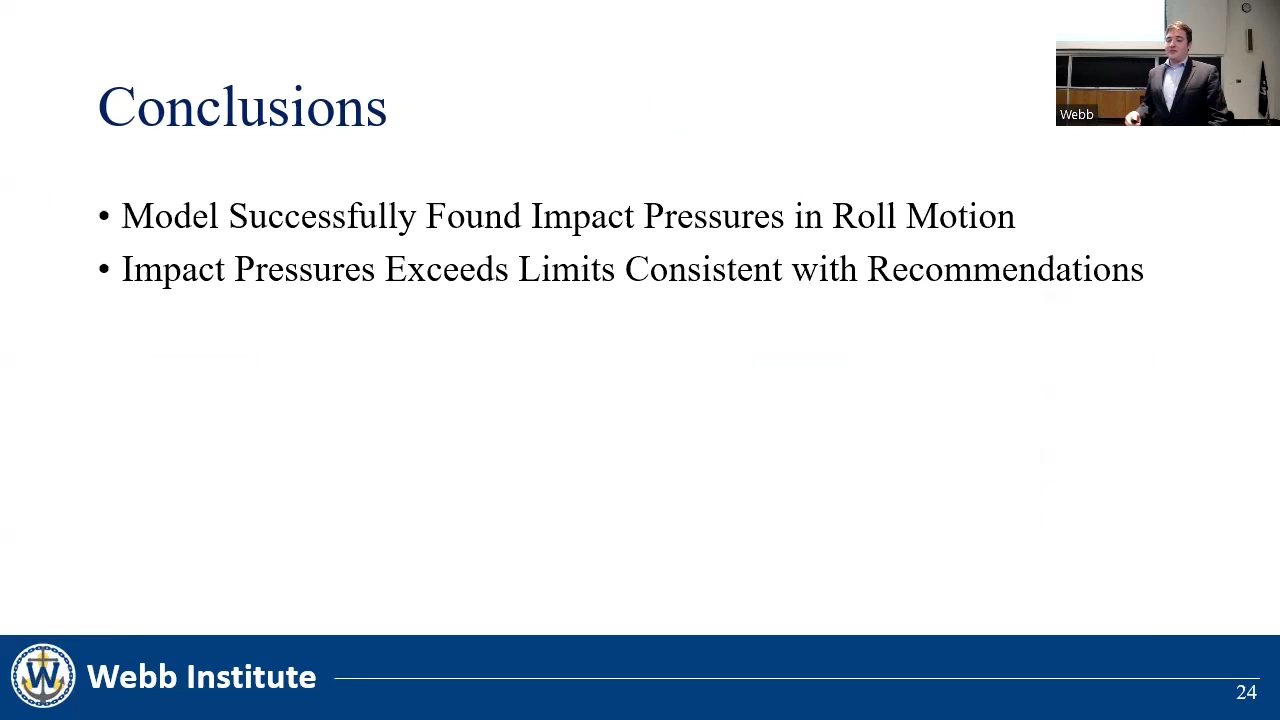 Conclusions
Webb
• Model Successfully Found Impact Pressures in Roll Motion
• Impact Pressures Exceeds Limits Consistent with Recommendations
W
Webb Institute
24